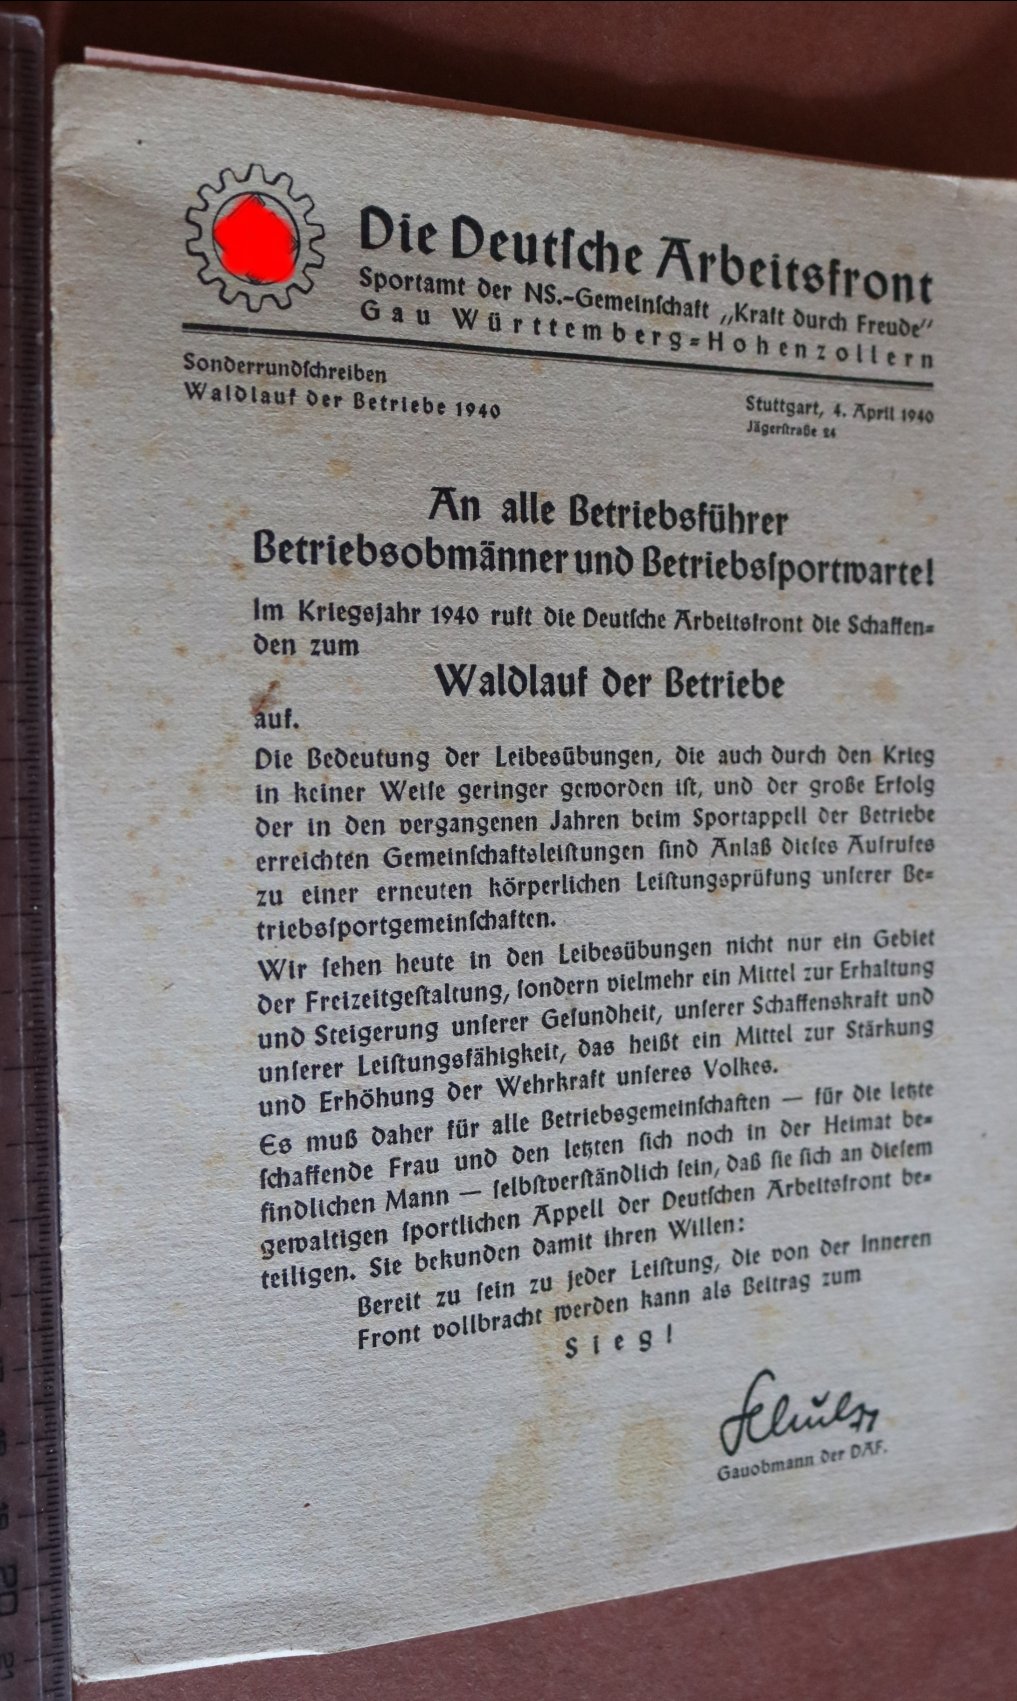 Die Deutſche Arbeitsfront
Sportamt der NS.-Gemeinſchaft „Kraft durch Freude“
Gau Württemberg=Hohenzollern
Sonderrundſchreiben
Waldlauf der Betriebe 1940
Stuttgart, 4. April 1940
Jägerſtraße 24
An alle Betriebsführer
Betriebsobmänner und Betriebsſportwarte!
Im Kriegsjahr 1940 ruft die Deutſche Arbeitsfront die Schaffen=
den zum
Waldlauf der Betriebe
auf.
Die Bedeutung der Leibesübungen, die auch durch den Krieg
in keiner Weiſe geringer geworden iſt, und der große Erfolg
der in den vergangenen Jahren beim Sportappell der Betriebe
erreichten Gemeinſchaftsleiſtungen ſind Anlaß dieſes Aufrufes
zu einer erneuten körperlichen Leiſtungsprüfung unſerer Be=
triebsſportgemeinſchaften.
Wir ſehen heute in den Leibesübungen nicht nur ein Gebiet
der Freizeitgeſtaltung, ſondern vielmehr ein Mittel zur Erhaltung
und Steigerung unſerer Geſundheit, unſerer Schaffenskraft und
unſerer Leiſtungsfähigkeit, das heißt ein Mittel zur Stärkung
und Erhöhung der Wehrkraft unſeres Volkes.
Es muß daher für alle Betriebsgemeinſchaften — für die letzte
ſchaffende Frau und den letzten ſich noch in der Heimat be=
findlichen Mann — ſelbſtverſtändlich ſein, daß ſie ſich an dieſem
gewaltigen ſportlichen Appell der Deutſchen Arbeitsfront be=
teiligen. Sie bekunden damit ihren Willen:
Bereit zu ſein zu jeder Leiſtung, die von der inneren
Front vollbracht werden kann als Beitrag zum
Sieg!
Schulz
Gauobmann der DAF.
20
21